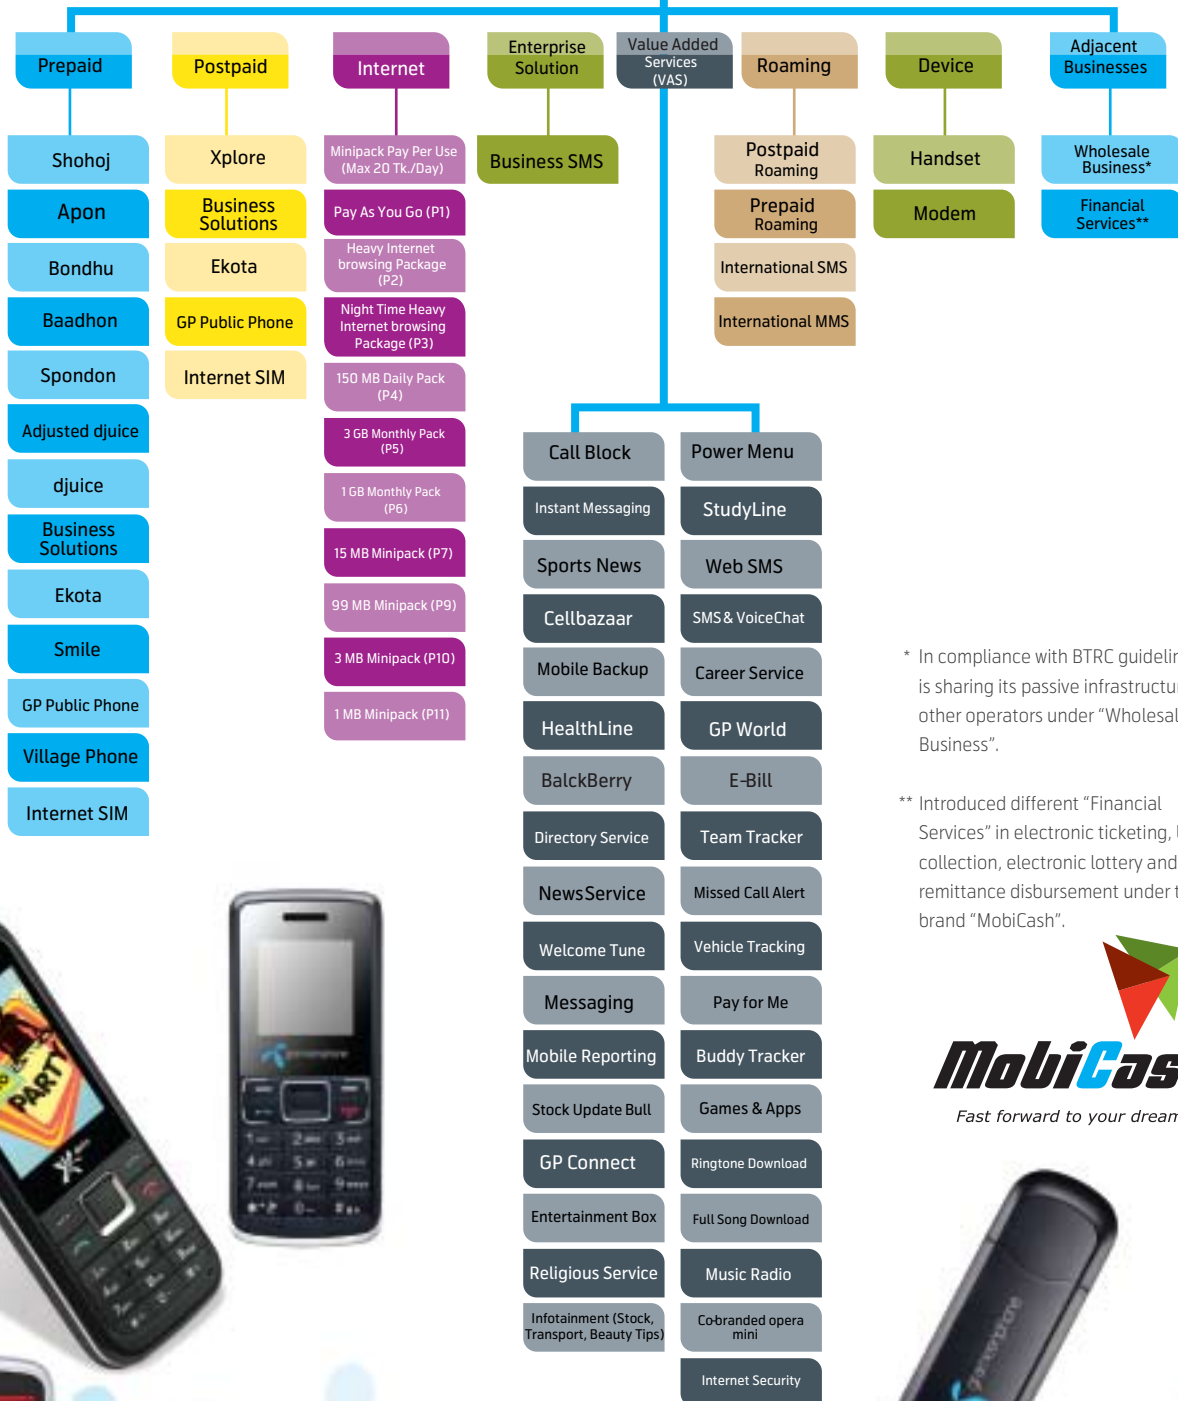 Prepaid
Postpaid
Internet
Enterprise
Solution
Value Added
Services
(VAS)
Roaming
Device
Adjacent
Businesses
Shohoj
Apon
Bondhu
Baadhon
Spondon
Adjusted djuice
djuice
Business
Solutions
Ekota
Smile
GP Public Phone
Village Phone
Internet SIM
Xplore
Business
Solutions
Ekota
GP Public Phone
Internet SIM
Minipack Pay Per Use
(Max 20 Tk./Day)
Pay As You Go (P1)
Heavy Internet
browsing Package
(P2)
Night Time Heavy
Internet browsing
Package (P3)
150 MB Daily Pack
(P4)
3 GB Monthly Pack
(P5)
1 GB Monthly Pack
(P6)
15 MB Minipack (P7)
99 MB Minipack (P9)
3 MB Minipack (P10)
1 MB Minipack (P11)
Business SMS
Postpaid
Roaming
Prepaid
Roaming
International SMS
International MMS
Handset
Modem
Wholesale
Business*
Financial
Services**
Call Block
Instant Messaging
Sports News
Cellbazaar
Mobile Backup
HealthLine
BalckBerry
Directory Service
News Service
Welcome Tune
Messaging
Mobile Reporting
Stock Update Bull
GP Connect
Entertainment Box
Religious Service
Infotainment (Stock,
Transport, Beauty Tips)
Power Menu
StudyLine
Web SMS
SMS & VoiceChat
Career Service
GP World
E-Bill
Team Tracker
Missed Call Alert
Vehicle Tracking
Pay for Me
Buddy Tracker
Games & Apps
Ringtone Download
Full Song Download
Music Radio
Co-branded opera
mini
Internet Security
* In compliance with BTRC
is sharing its passive
other operators under
Business”.
** Introduced different “Financial
Services” in electronic ticketing,
collection, electronic lottery and
remittance disbursement under
brand “MobiCash”.
Fast forward to your
PART
grameenphone